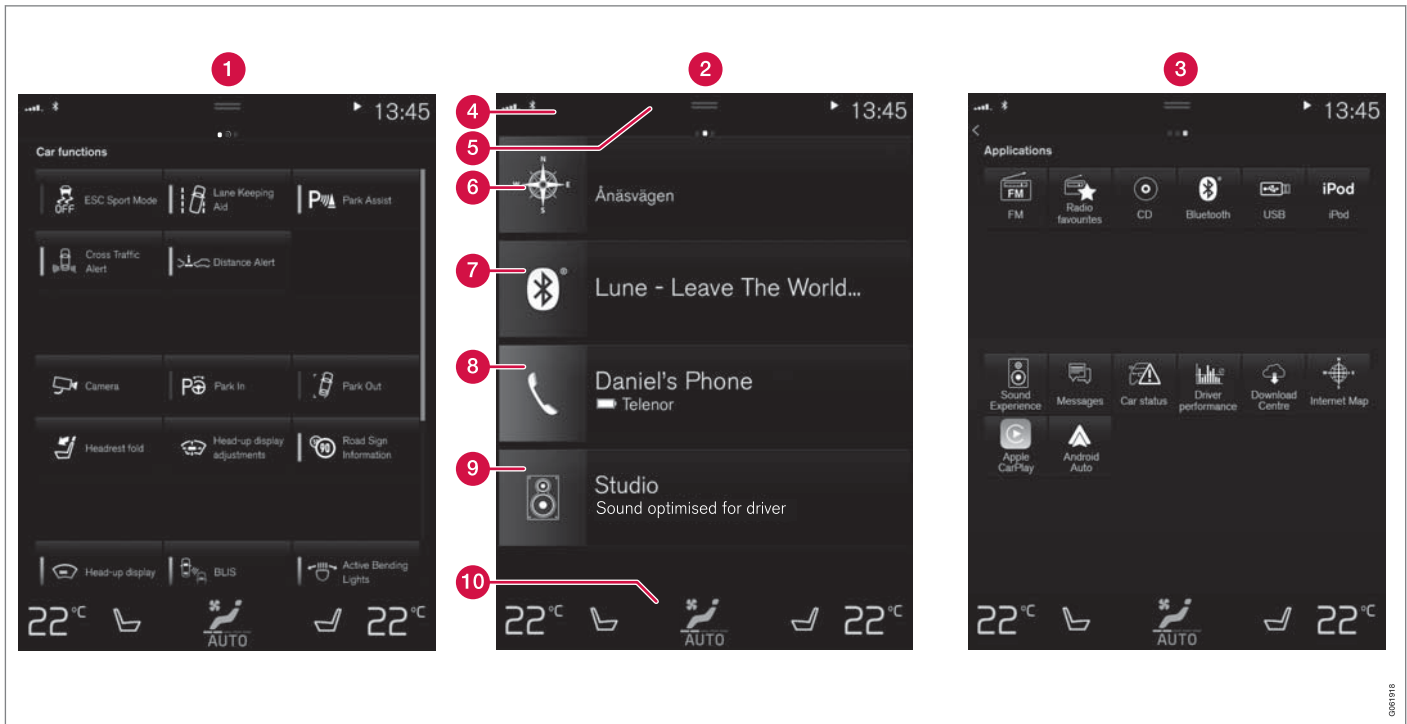 1
2
3
13:45
Car functions
OFF
ESC Sport Mode
Lane Keeping
Aid
P
Park Assist
Cross Traffic
Alert
Distance Alert
Camera
P
Park In
Park Out
Headrest fold
Head-up display
adjustments
90
Road Sign
Information
Head-up display
BLIS
Active Bending
Lights
22°C
AUTO
22°C
4
5
6
7
8
9
10
13:45
N
W
E
S
Ånäsvägen
Lune - Leave The World...
Daniel's Phone
Telenor
Studio
Sound optimised for driver
22°C
AUTO
22°C
13:45
Applications
FM
FM
Radio
favourites
CD
Bluetooth
USB
iPod
iPod
Sound
Experience
Messages
Car status
Driver
performance
Download
Centre
Internet Map
Apple
CarPlay
Android
Auto
22°C
AUTO
22°C
G061918